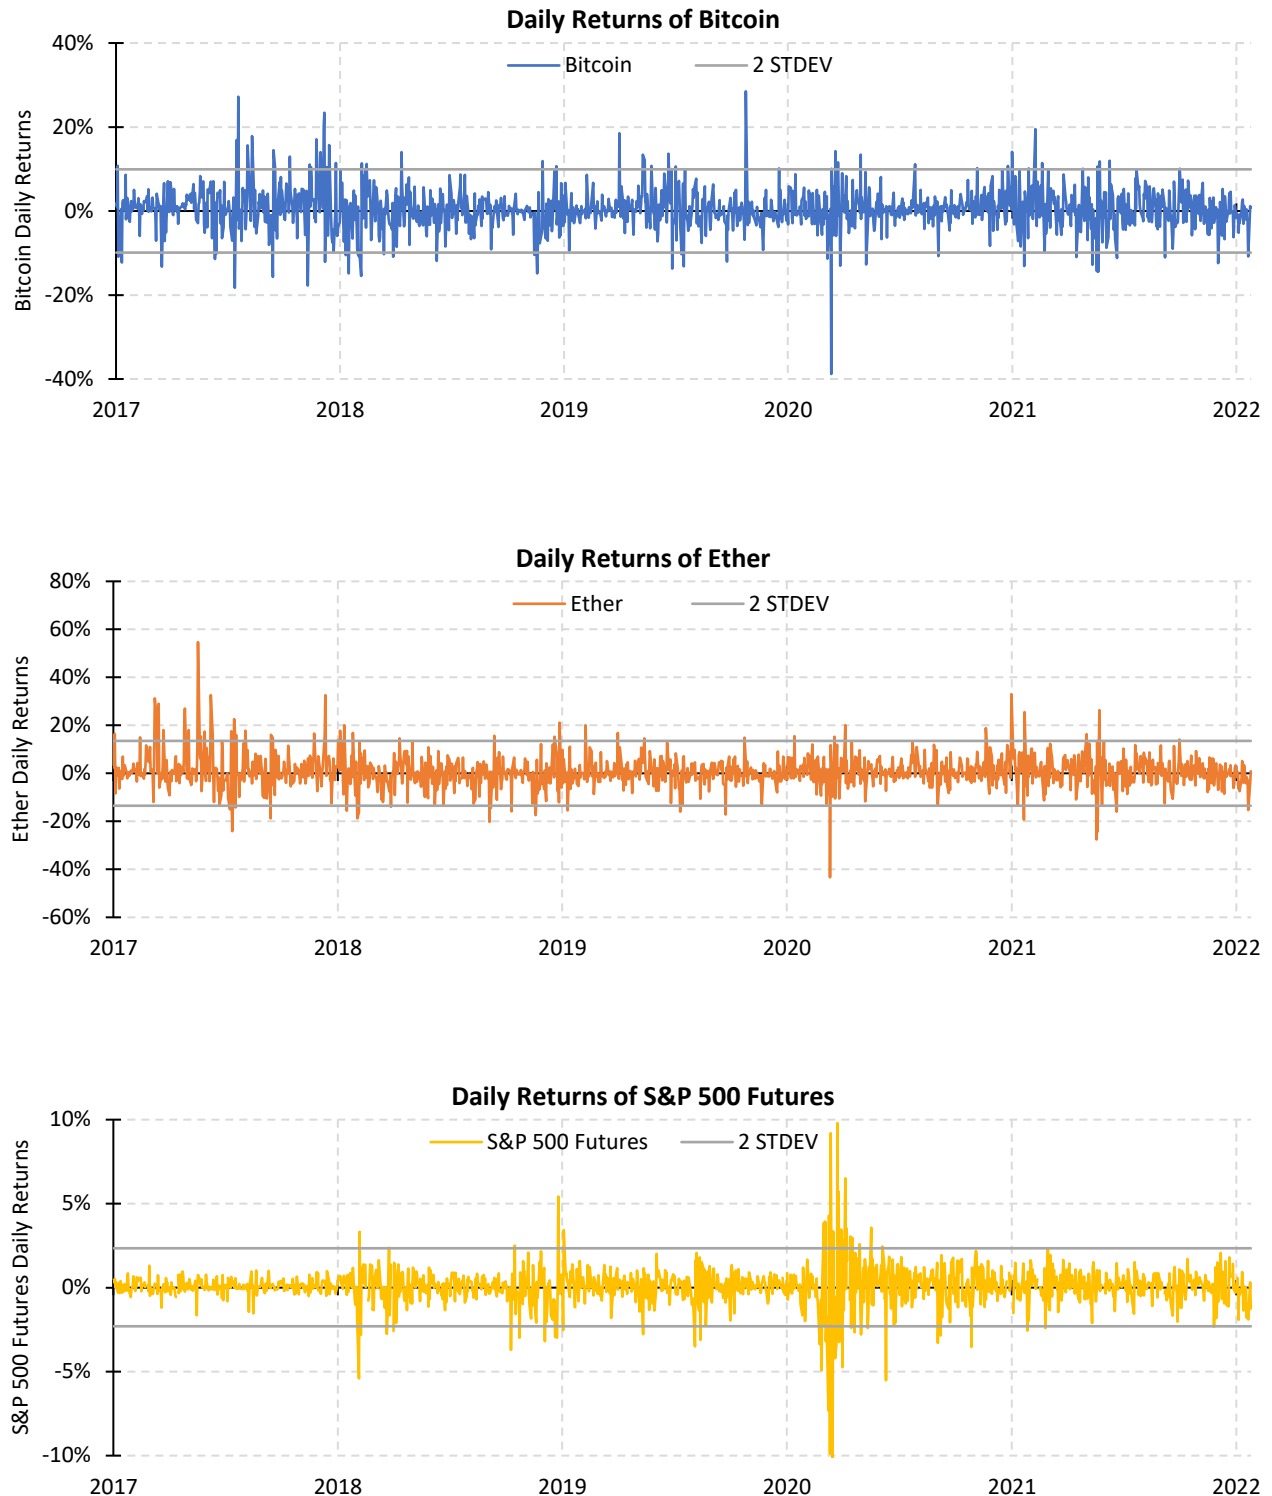 Daily Returns of Bitcoin
40%
Bitcoin 2 STDEV
20%
Bitcoin Daily Returns
0%
-20%
-40%
2017 2018 2019 2020 2021 2022
Daily Returns of Ether
80%
Ether 2 STDEV
60%
40%
Ether Daily Returns
20%
0%
-20%
-40%
-60%
2017 2018 2019 2020 2021 2022
Daily Returns of S&P 500 Futures
10%
S&P 500 Futures 2 STDEV
5%
S&P 500 Futures Daily Returns
0%
-5%
-10%
2017 2018 2019 2020 2021 2022